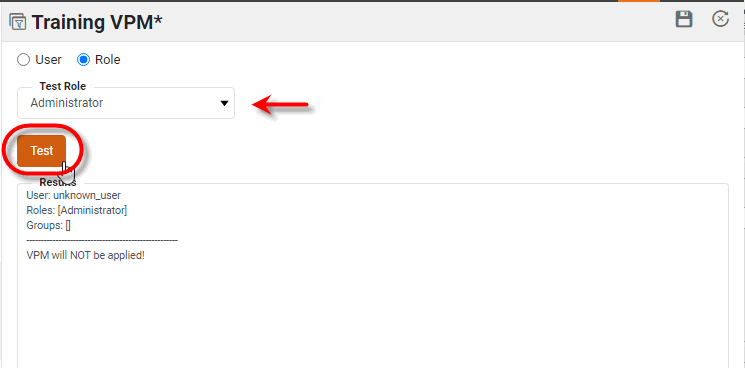 Training VPM*
User Role
Test Role
Administrator
Test
Results
User: unknown_user
Roles: [Administrator]
Groups: []
------------------------------------------------------
VPM will NOT be applied!